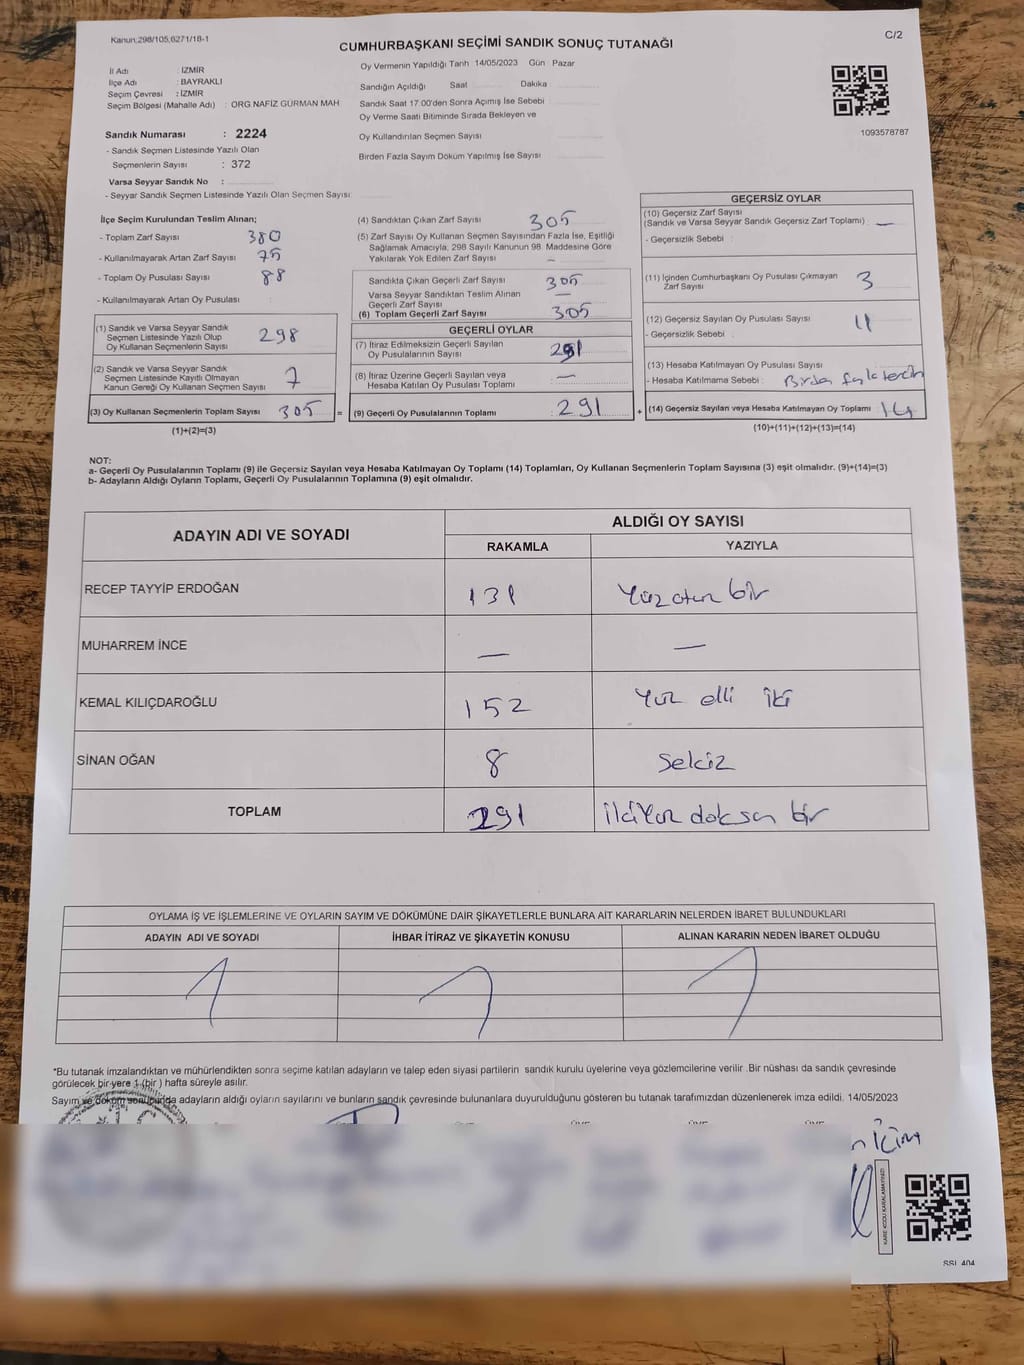 Kanun:298/105,6271/18-1
C/2
CUMHURBAŞKANI SEÇİMİ SANDIK SONUÇ TUTANAĞI
İl Adı : İZMİR
İlçe Adı : BAYRAKLI
Seçim Çevresi : İZMİR
Seçim Bölgesi (Mahalle Adı) : ORG.NAFİZ GÜRMAN MAH
Sandık Numarası : 2224
- Sandık Seçmen Listesinde Yazılı Olan
Seçmenlerin Sayısı : 372
Varsa Seyyar Sandık No :
- Seyyar Sandık Seçmen Listesinde Yazılı Olan Seçmen Sayısı:
Oy Vermenin Yapıldığı Tarih 14/05/2023 Gün : Pazar
Sandığın Açıldığı Saat Dakika :
Sandık Saat 17.00'den Sonra Açımış İse Sebebi
Oy Verme Saati Bitiminde Sırada Bekleyen ve
Oy Kullandırılan Seçmen Sayısı
Birden Fazla Sayım Döküm Yapılmış İse Sayısı
1093578787
İlçe Seçim Kurulundan Teslim Alınan;
- Toplam Zarf Sayısı 380
- Kullanılmayarak Artan Zarf Sayısı 75
- Toplam Oy Pusulası Sayısı 88
- Kullanılmayarak Artan Oy Pusulası :
(1) Sandık ve Varsa Seyyar Sandık
Seçmen Listesinde Yazılı Olup
Oy Kullanan Seçmenlerin Sayısı 298
(2) Sandık ve Varsa Seyyar Sandık
Seçmen Listesinde Kayıtlı Olmayan
Kanun Gereği Oy Kullanan Seçmen Sayısı 7
(3) Oy Kullanan Seçmenlerin Toplam Sayısı 305 =
(1)+(2)=(3)
(4) Sandıktan Çıkan Zarf Sayısı 305
(5) Zarf Sayısı Oy Kullanan Seçmen Sayısından Fazla İse, Eşitliği
Sağlamak Amacıyla, 298 Sayılı Kanunun 98. Maddesine Göre
Yakılarak Yok Edilen Zarf Sayısı —
Sandıkta Çıkan Geçerli Zarf Sayısı 305
Varsa Seyyar Sandıktan Teslim Alınan
Geçerli Zarf Sayısı —
(6) Toplam Geçerli Zarf Sayısı 305
GEÇERLİ OYLAR
(7) İtiraz Edilmeksizin Geçerli Sayılan
Oy Pusulalarının Sayısı 291
(8) İtiraz Üzerine Geçerli Sayılan veya
Hesaba Katılan Oy Pusulası Toplamı —
(9) Geçerli Oy Pusulalarının Toplamı 291 +
GEÇERSİZ OYLAR
(10) Geçersiz Zarf Sayısı
(Sandık ve Varsa Seyyar Sandık Geçersiz Zarf Toplamı) —
- Geçersizlik Sebebi :
(11) İçinden Cumhurbaşkanı Oy Pusulası Çıkmayan
Zarf Sayısı 3
(12) Geçersiz Sayılan Oy Pusulası Sayısı 11
- Geçersizlik Sebebi :
(13) Hesaba Katılmayan Oy Pusulası Sayısı
- Hesaba Katılmama Sebebi : Birden fazla tercih
(14) Geçersiz Sayılan veya Hesaba Katılmayan Oy Toplamı 14
(10)+(11)+(12)+(13)=(14)
NOT:
a- Geçerli Oy Pusulalarının Toplamı (9) ile Geçersiz Sayılan veya Hesaba Katılmayan Oy Toplamı (14) Toplamları, Oy Kullanan Seçmenlerin Toplam Sayısına (3) eşit olmalıdır. (9)+(14)=(3)
b- Adayların Aldığı Oyların Toplamı, Geçerli Oy Pusulalarının Toplamına (9) eşit olmalıdır.
ADAYIN ADI VE SOYADI
ALDIĞI OY SAYISI
RAKAMLA YAZIYLA
RECEP TAYYİP ERDOĞAN 131 Yüz otuz bir
MUHARREM İNCE — —
KEMAL KILIÇDAROĞLU 152 Yüz elli iki
SİNAN OĞAN 8 Sekiz
TOPLAM 291 ikiyüz doksan bir
OYLAMA İŞ VE İŞLEMLERİNE VE OYLARIN SAYIM VE DÖKÜMÜNE DAİR ŞİKAYETLERLE BUNLARA AİT KARARLARIN NELERDEN İBARET BULUNDUKLARI
ADAYIN ADI VE SOYADI İHBAR İTİRAZ VE ŞİKAYETİN KONUSU ALINAN KARARIN NEDEN İBARET OLDUĞU
*Bu tutanak imzalandıktan ve mühürlendikten sonra seçime katılan adayların ve talep eden siyasi partilerin sandık kurulu üyelerine veya gözlemcilerine verilir .Bir nüshası da sandık çevresinde
görülecek bir yere 1 (bir ) hafta süreyle asılır.
Sayım ve döküm sonucunda adayların aldığı oyların sayılarını ve bunların sandık çevresinde bulunanlara duyurulduğunu gösteren bu tutanak tarafımızdan düzenlenerek imza edildi. 14/05/2023
T.C.
KARE KODU KARALAMAYINIZ!
SSI 404